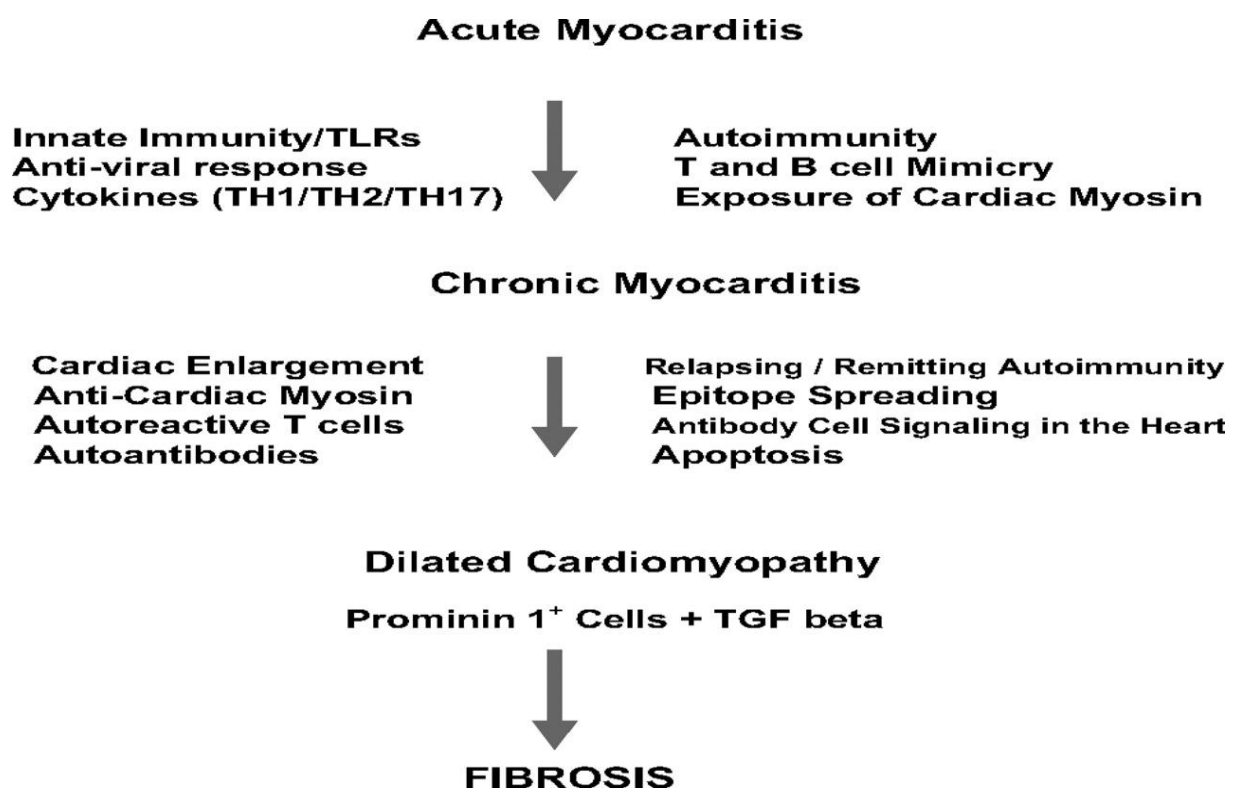 Acute Myocarditis
Innate Immunity/TLRs
Anti-viral response
Cytokines (TH1/TH2/TH17)
Autoimmunity
T and B cell Mimicry
Exposure of Cardiac Myosin
Chronic Myocarditis
Cardiac Enlargement
Anti-Cardiac Myosin
Autoreactive T cells
Autoantibodies
Relapsing / Remitting Autoimmunity
Epitope Spreading
Antibody Cell Signaling in the Heart
Apoptosis
Dilated Cardiomyopathy
Prominin 1⁺ Cells + TGF beta
FIBROSIS